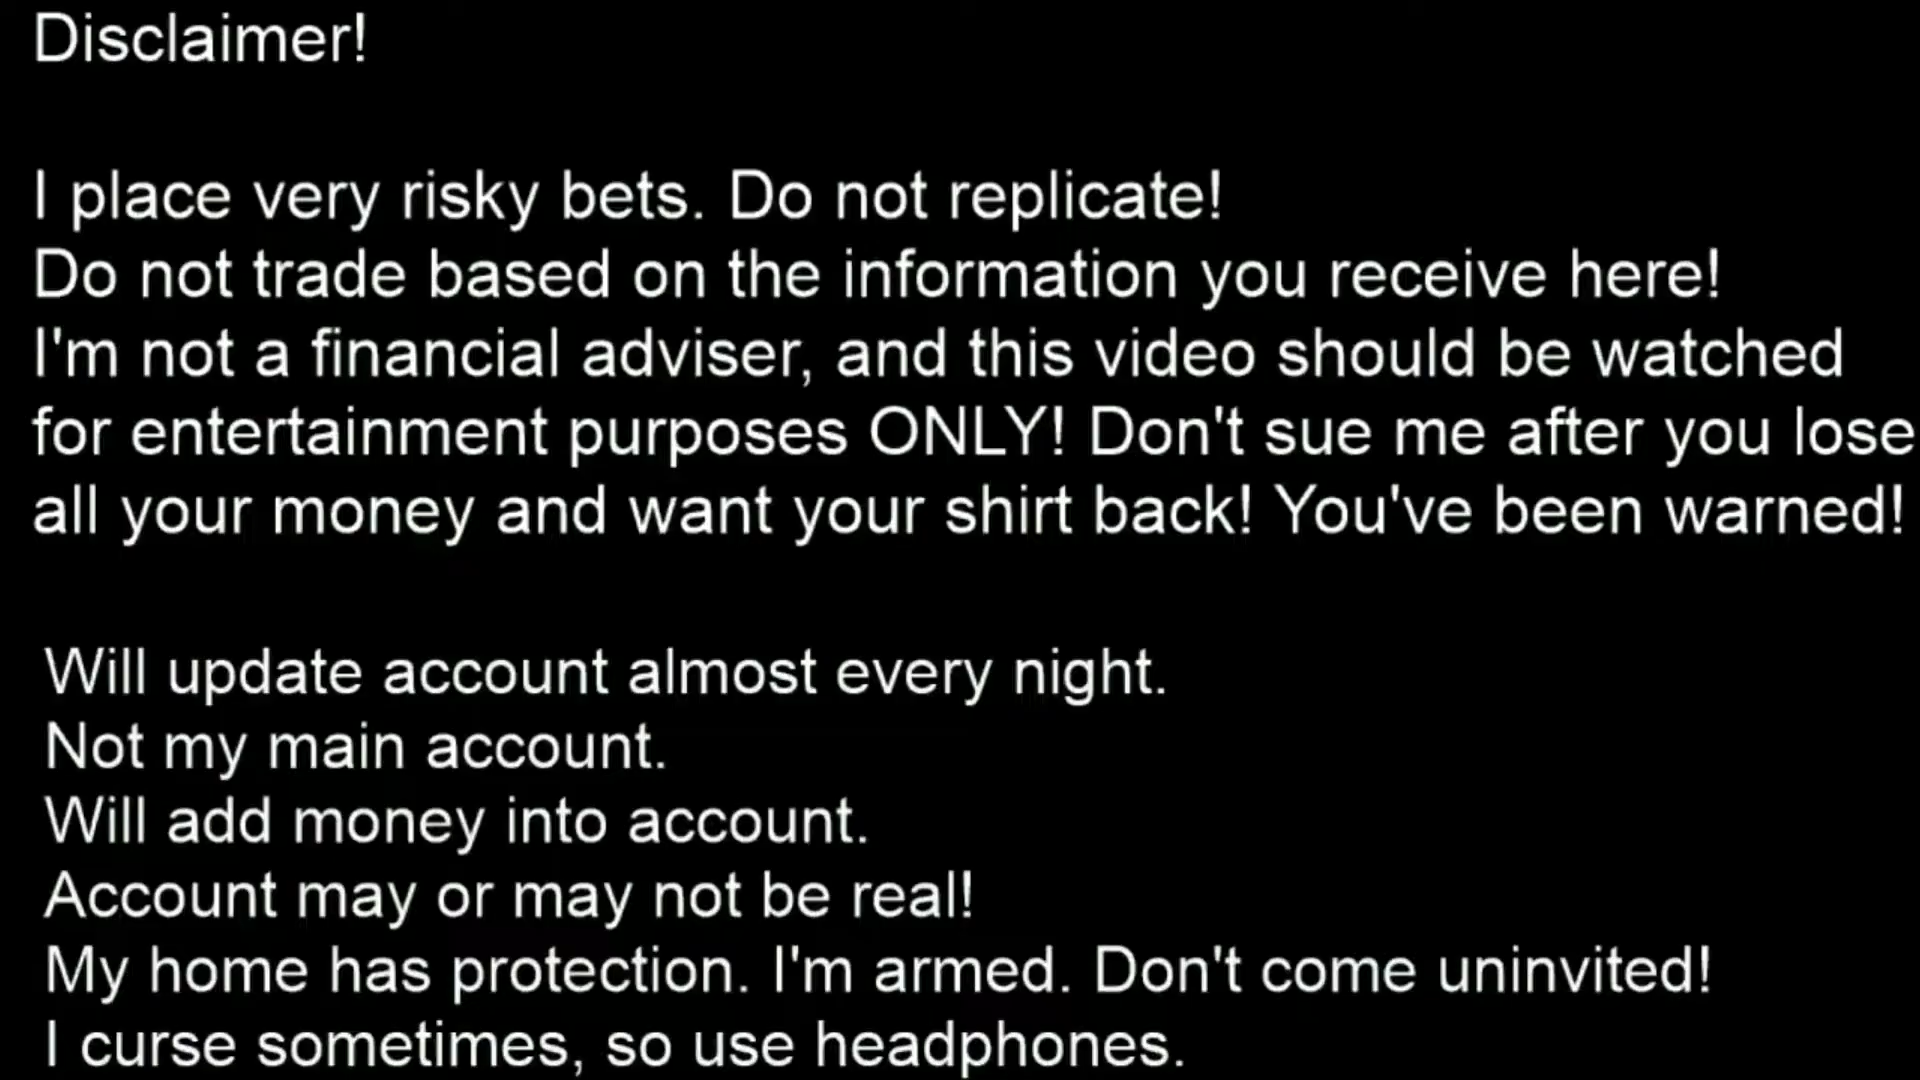 Disclaimer!
I place very risky bets. Do not replicate!
Do not trade based on the information you receive here!
I'm not a financial adviser, and this video should be watched
for entertainment purposes ONLY! Don't sue me after you lose
all your money and want your shirt back! You've been warned!
Will update account almost every night.
Not my main account.
Will add money into account.
Account may or may not be real!
My home has protection. I'm armed. Don't come uninvited!
I curse sometimes, so use headphones.